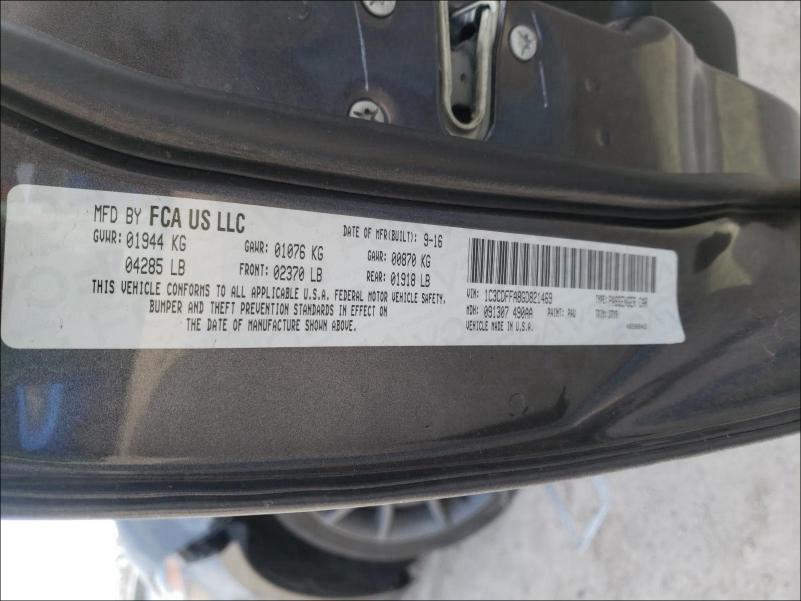 MFD BY FCA US LLC
DATE OF MFR(BUILT): 9-16
GVWR: 01944 KG
GAWR: 01076 KG
GAWR: 00870 KG
04285 LB
FRONT: 02370 LB
REAR: 01918 LB
THIS VEHICLE CONFORMS TO ALL APPLICABLE U.S.A. FEDERAL MOTOR VEHICLE SAFETY,
BUMPER AND THEFT PREVENTION STANDARDS IN EFFECT ON
THE DATE OF MANUFACTURE SHOWN ABOVE.
VIN: 1C3CDFFA8GD821469
TYPE: PASSENGER CAR
MDH: 091307 490AA
PAINT: PAU
TRIM:
VEHICLE MADE IN: U.S.A.